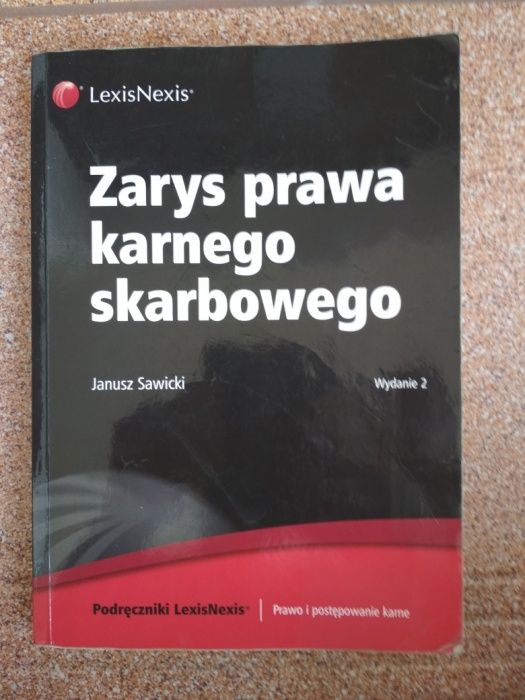 LexisNexis®
Zarys prawa
karnego
skarbowego
Janusz Sawicki
Wydanie 2
Podręczniki LexisNexis® | Prawo i postępowanie karne